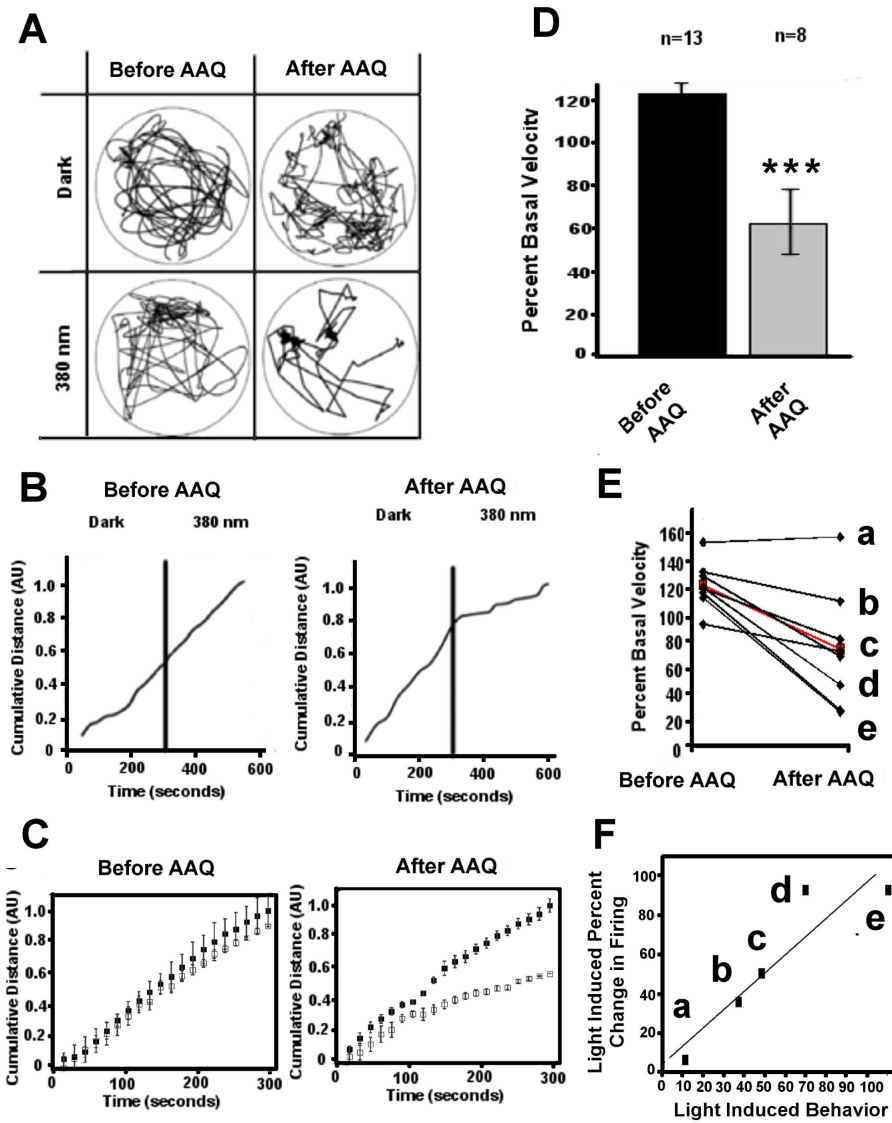 A
Before AAQ
After AAQ
Dark
380 nm
B
Before AAQ
Dark
380 nm
Cumulative Distance (AU)
1.0
0.8
0.6
0.4
0.2
0
0
200
400
600
Time (seconds)
After AAQ
Dark
380 nm
Cumulative Distance (AU)
1.0
0.8
0.6
0.4
0.2
0
0
200
400
600
Time (seconds)
C
Before AAQ
Cumulative Distance (AU)
1.0
0.8
0.6
0.4
0.2
0
0
100
200
300
Time (seconds)
After AAQ
Cumulative Distance (AU)
1.0
0.8
0.6
0.4
0.2
0
0
100
200
300
Time (seconds)
D
n=13
n=8
Percent Basal Velocity
120
100
80
60
40
20
0
***
Before
AAQ
After
AAQ
E
Percent Basal Velocity
160
140
120
100
80
60
40
20
0
a
b
c
d
e
Before AAQ
After AAQ
F
Light Induced Percent
Change in Firing
100
80
60
40
20
0
a
b
c
d
e
0 10 20 30 40 50 60 70 80 90 100
Light Induced Behavior